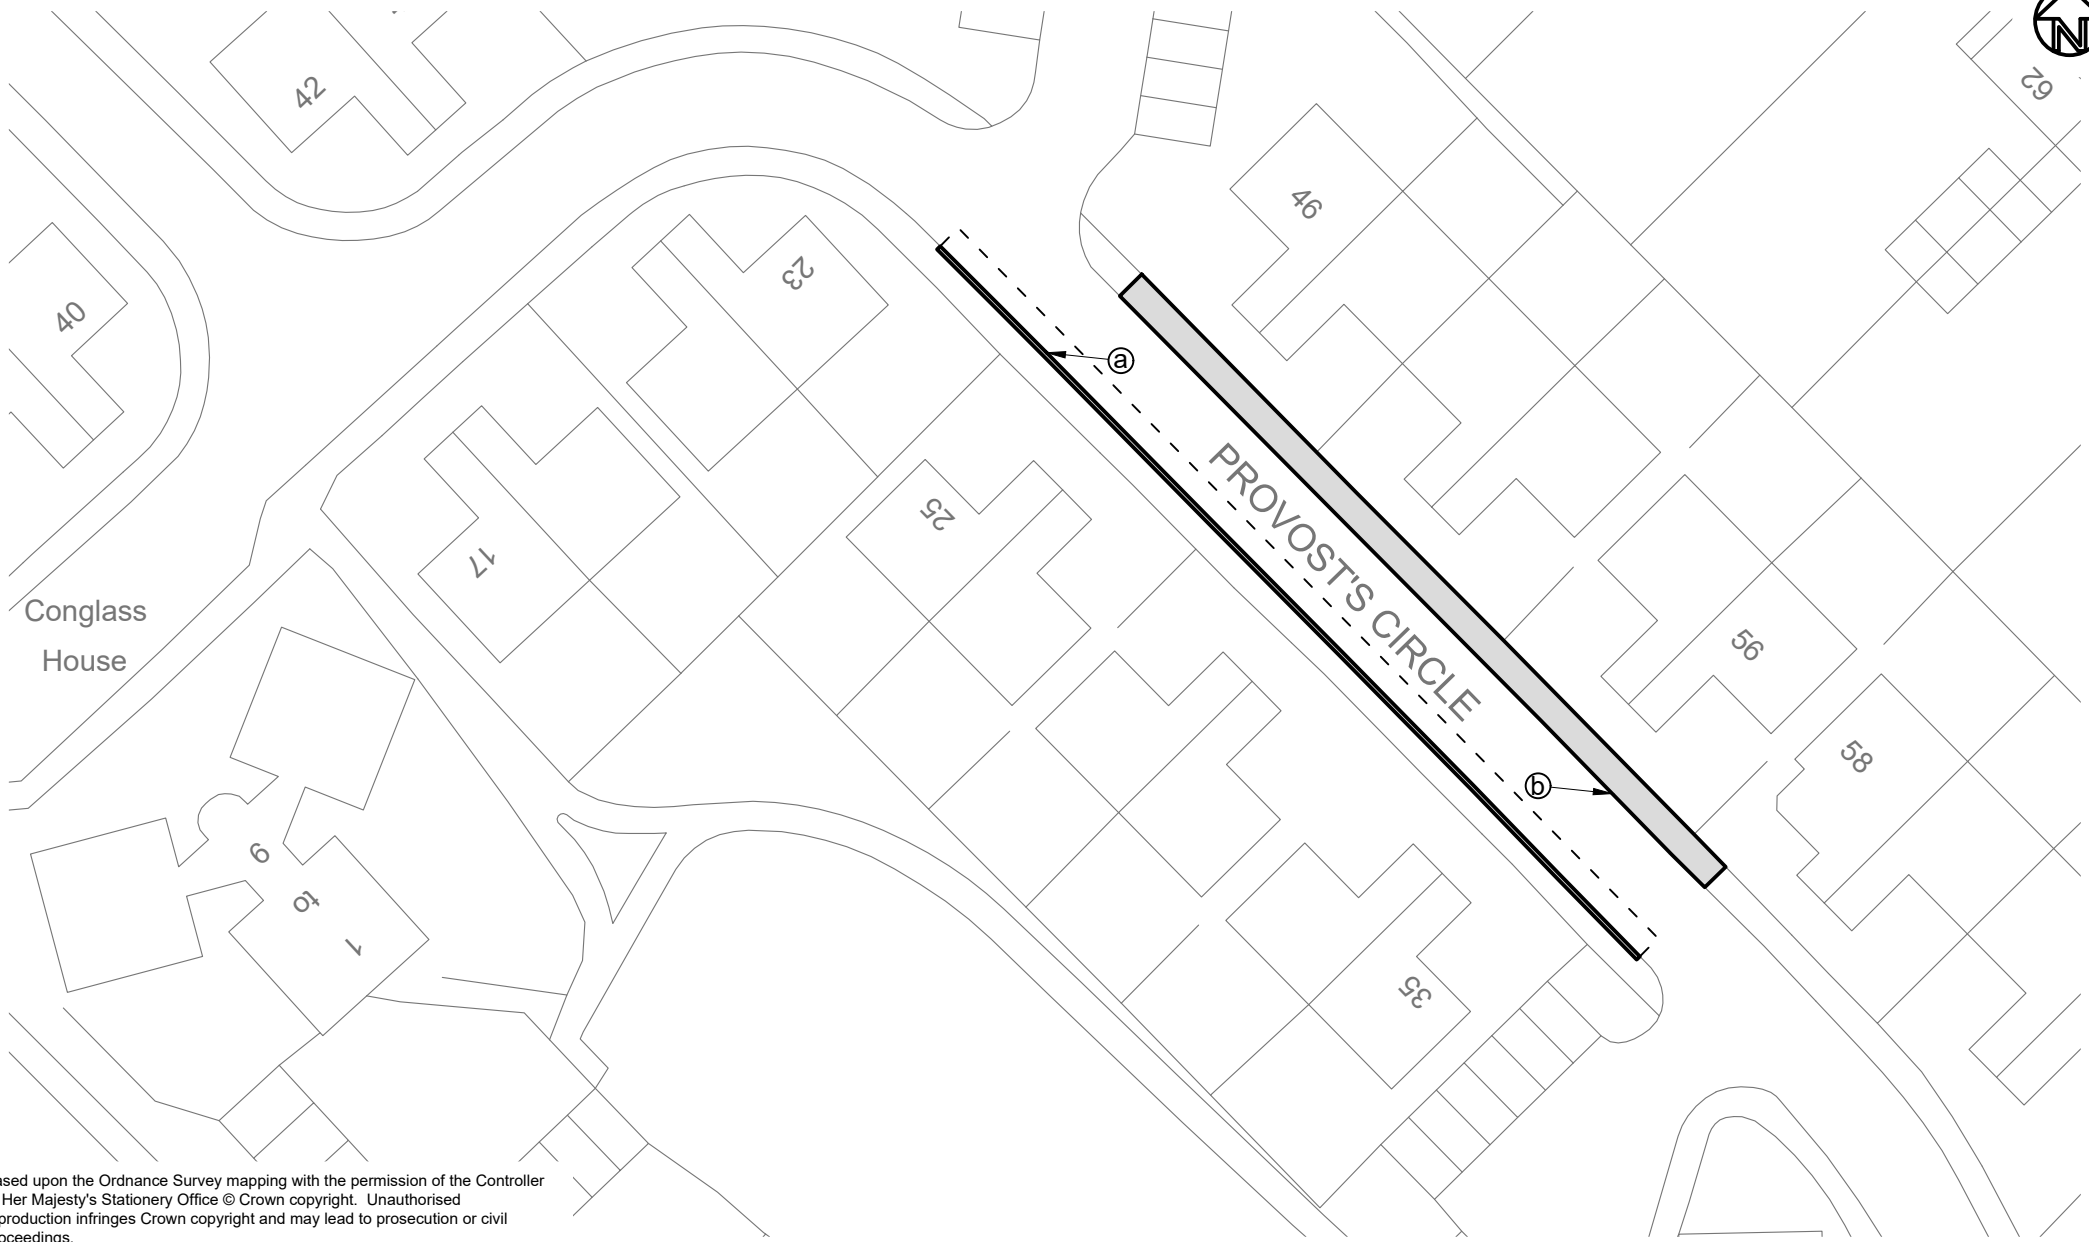 N
42
62
46
23
40
a
25
PROVOST'S CIRCLE
17
Conglass
House
56
58
b
9
to
1
35
ased upon the Ordnance Survey mapping with the permission of the Controller
Her Majesty's Stationery Office © Crown copyright. Unauthorised
production infringes Crown copyright and may lead to prosecution or civil
oceedings.